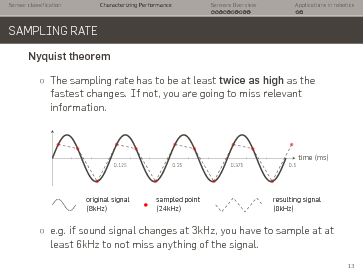 Sensor classification Characterizing Performance Sensors Overview Applications in robotics
SAMPLING RATE
Nyquist theorem
The sampling rate has to be at least twice as high as the
fastest changes. If not, you are going to miss relevant
information.
0.125 0.25 0.375 0.5
time (ms)
original signal sampled point resulting signal
(8kHz) (24kHz) (8kHz)
e.g. if sound signal changes at 3kHz, you have to sample at at
least 6kHz to not miss anything of the signal.
13